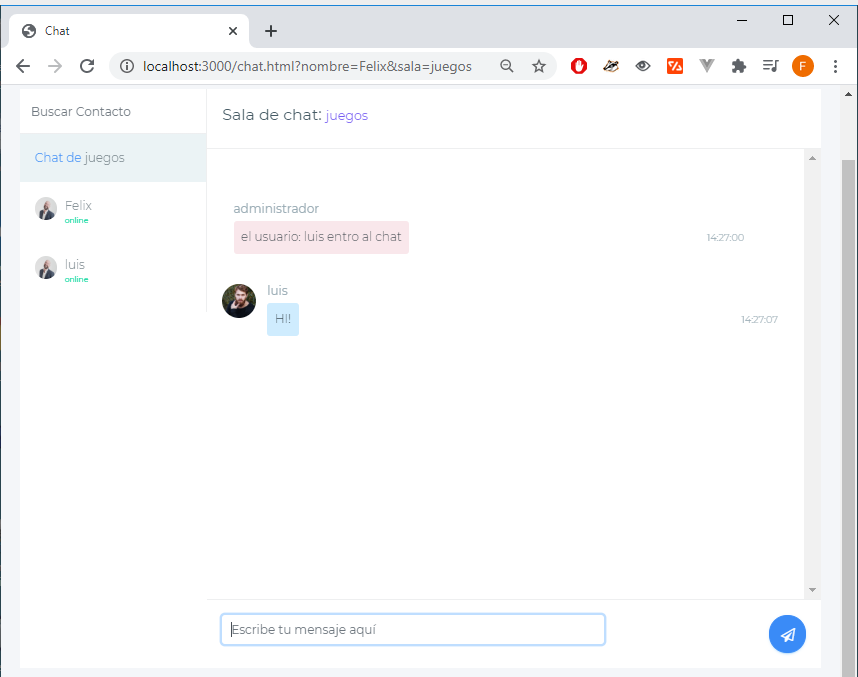 Chat
localhost:3000/chat.html?nombre=Felix&sala=juegos
F
Buscar Contacto
Chat de juegos
Felix
online
luis
online
Sala de chat: juegos
administrador
el usuario: luis entro al chat
14:27:00
luis
HI!
14:27:07
Escribe tu mensaje aquí